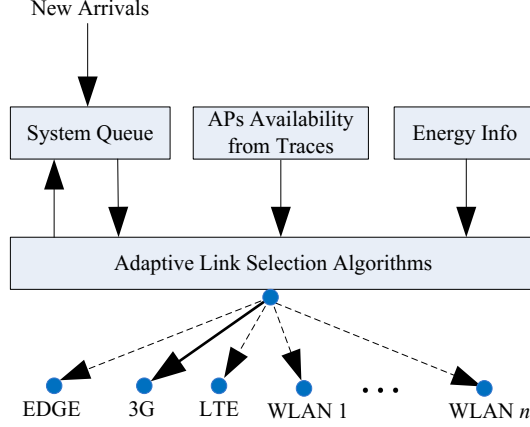 New Arrivals
System Queue
APs Availability
from Traces
Energy Info
Adaptive Link Selection Algorithms
EDGE
3G
LTE
WLAN 1
• • •
WLAN n